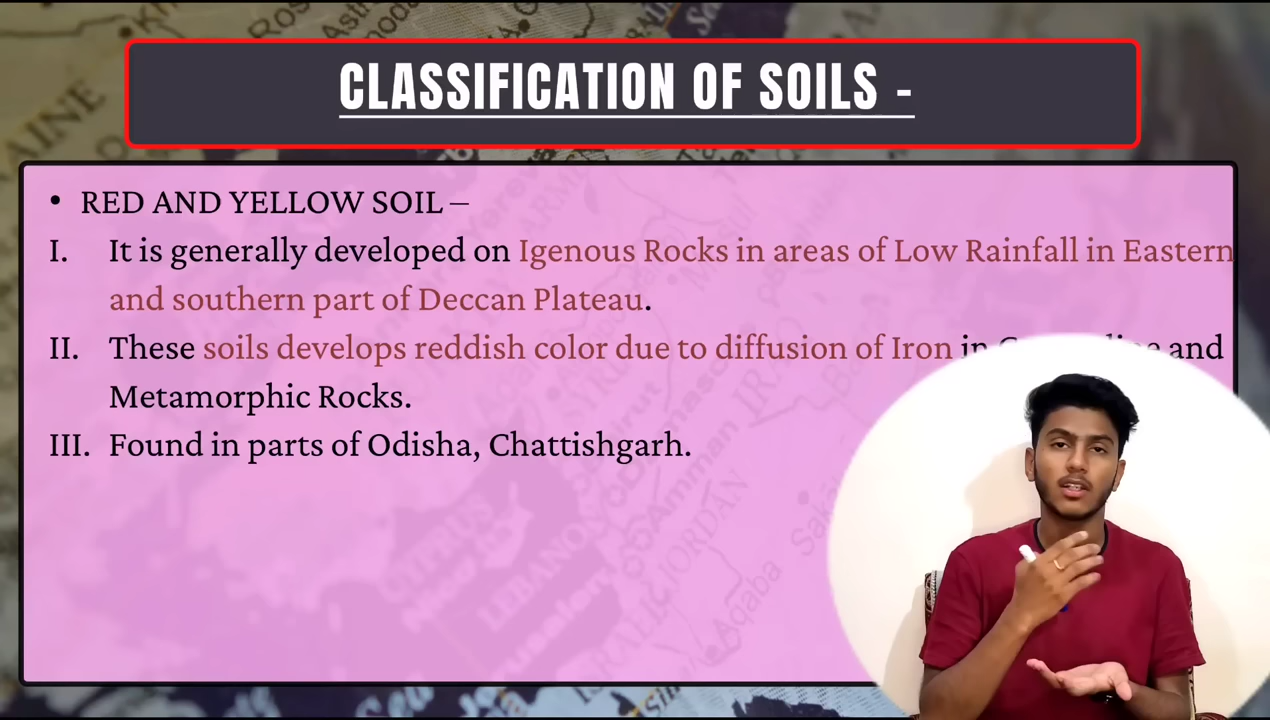 CLASSIFICATION OF SOILS -
• RED AND YELLOW SOIL –
I. It is generally developed on Igenous Rocks in areas of Low Rainfall in Eastern
and southern part of Deccan Plateau.
II. These soils develops reddish color due to diffusion of Iron in and
Metamorphic Rocks.
III. Found in parts of Odisha, Chattishgarh.